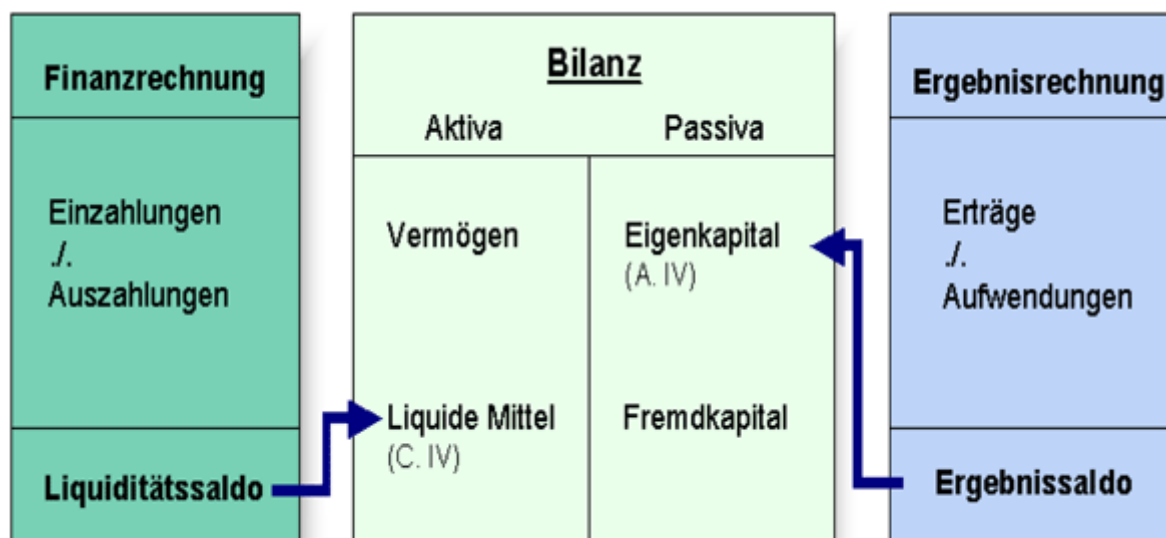 Finanzrechnung
Einzahlungen
./.
Auszahlungen
Liquiditätssaldo
Bilanz
Aktiva
Passiva
Vermögen
Eigenkapital
(A. IV)
Liquide Mittel
(C. IV)
Fremdkapital
Ergebnisrechnung
Erträge
./.
Aufwendungen
Ergebnissaldo